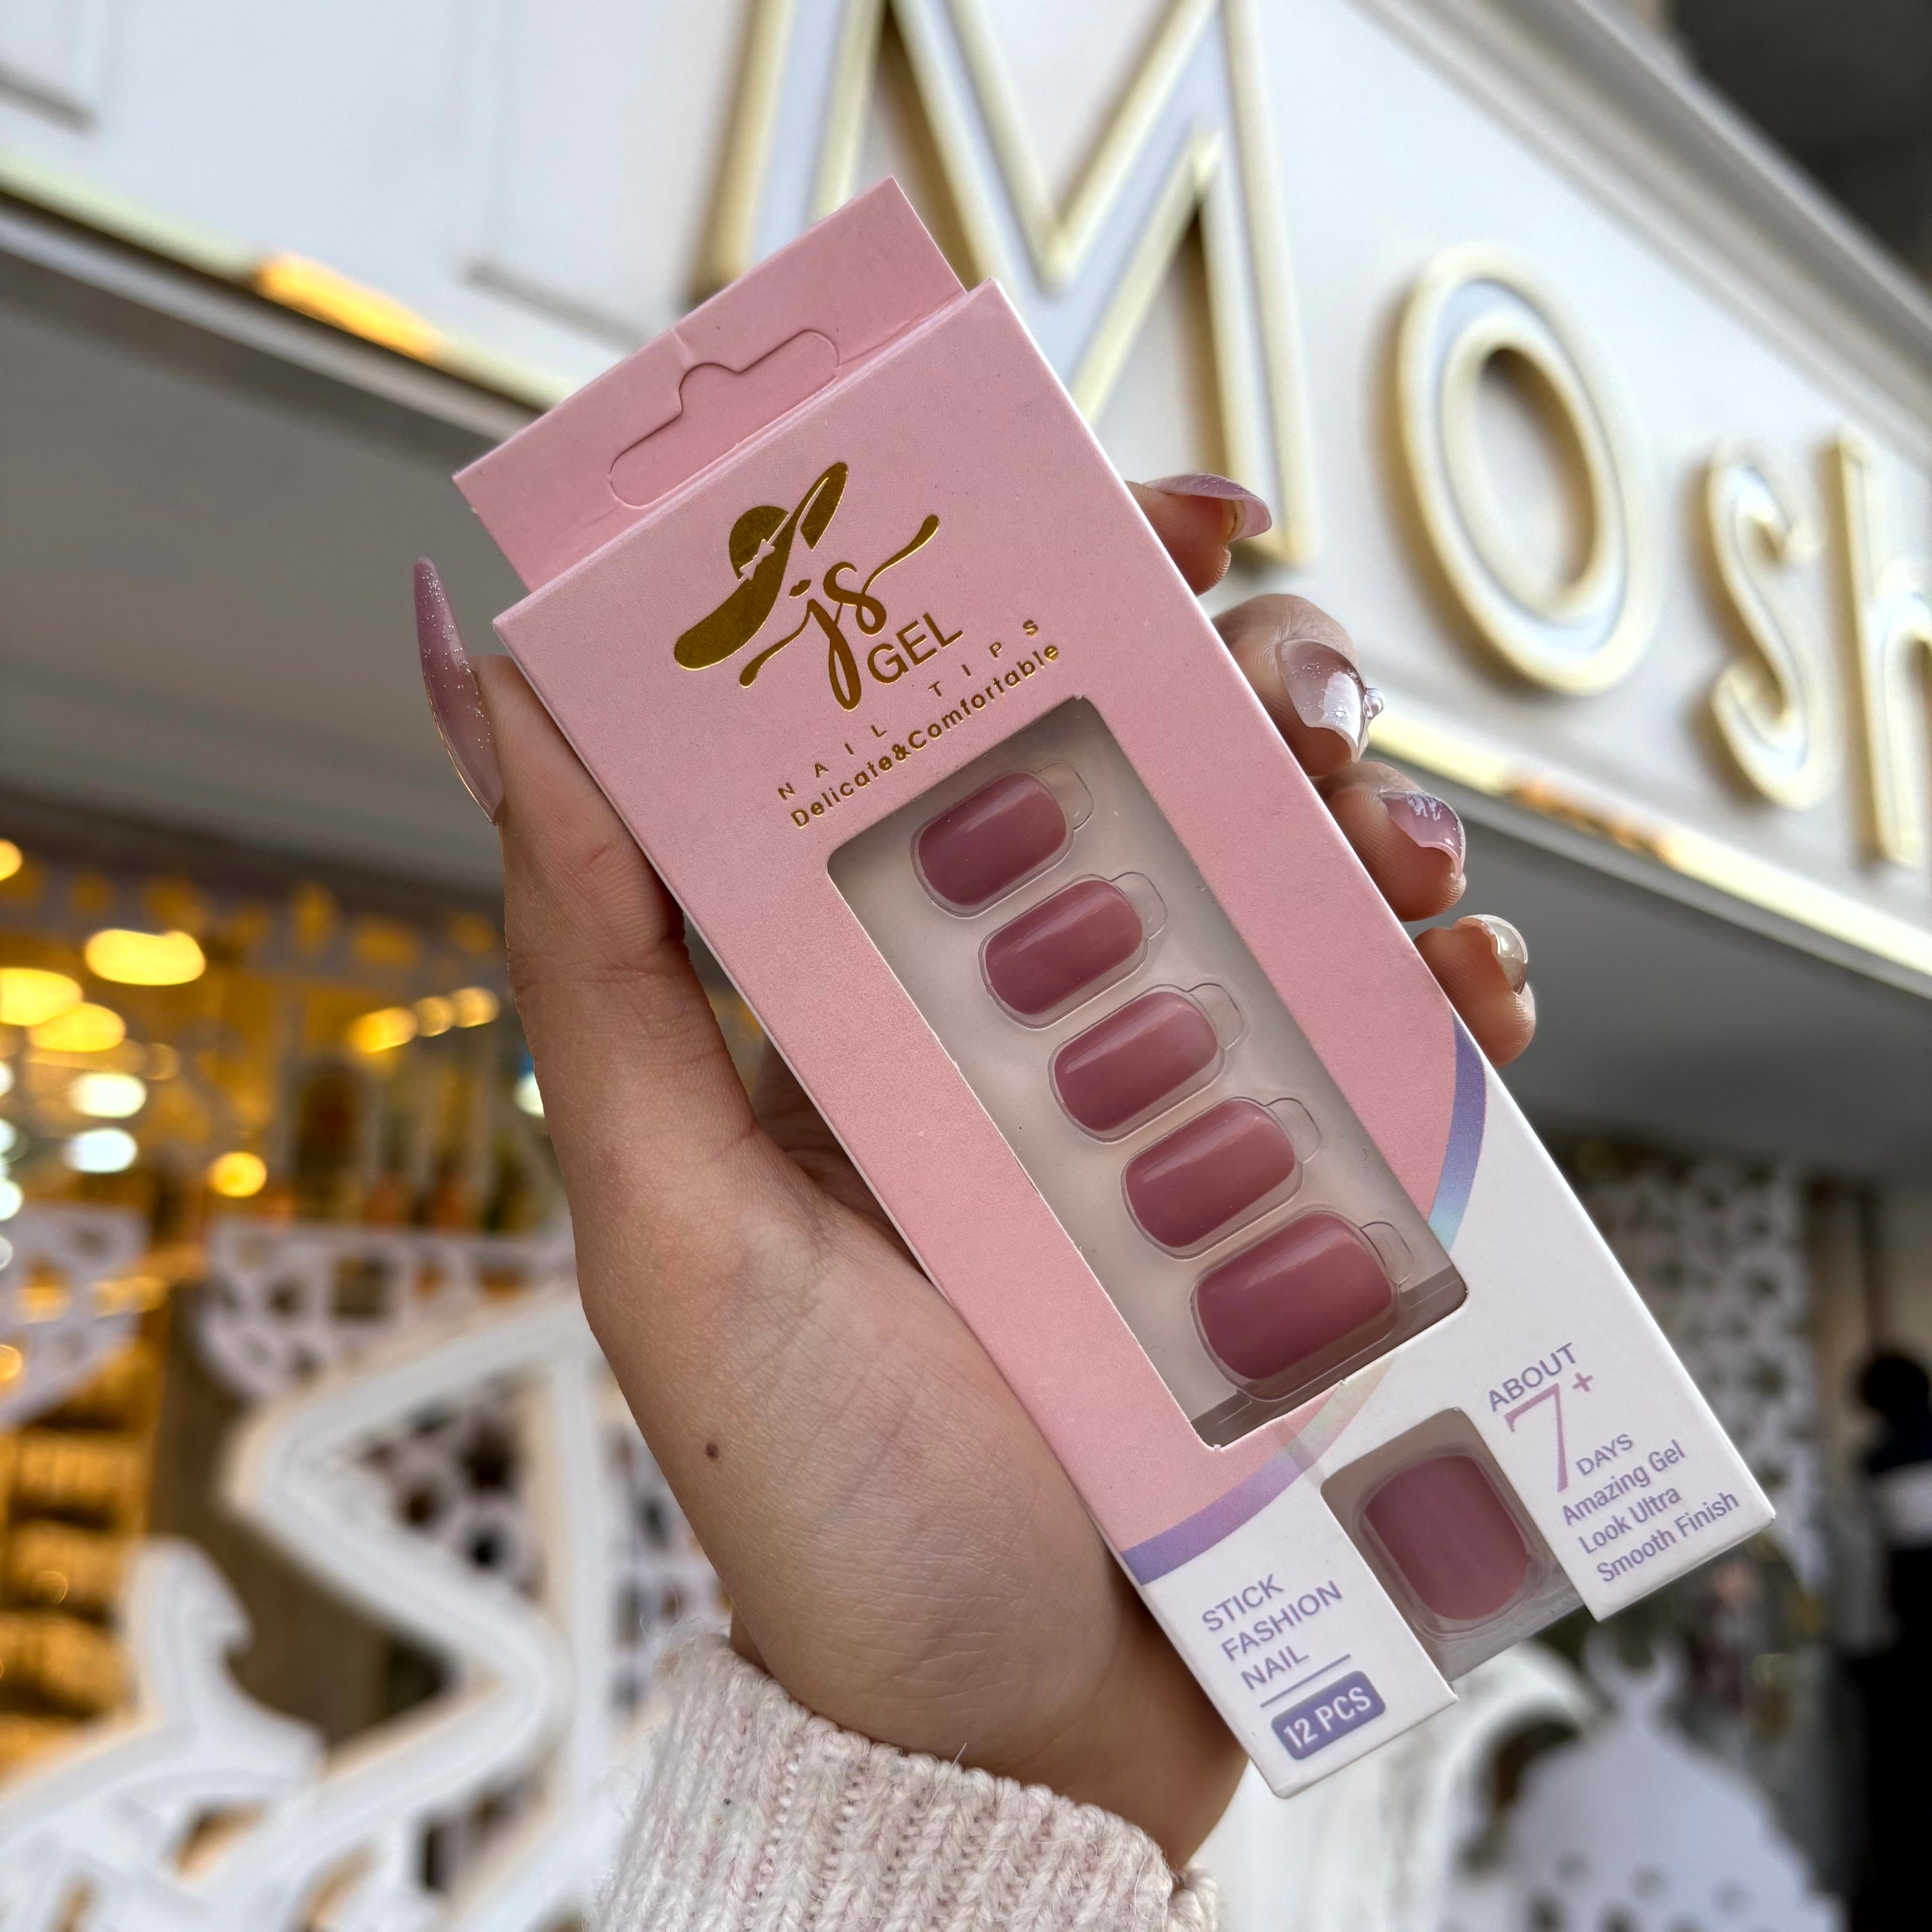 Mosh
js
GEL
NAIL TIPS
Delicate&Comfortable
ABOUT
7+
DAYS
Amazing Gel
Look Ultra
Smooth Finish
STICK
FASHION
NAIL
12 PCS